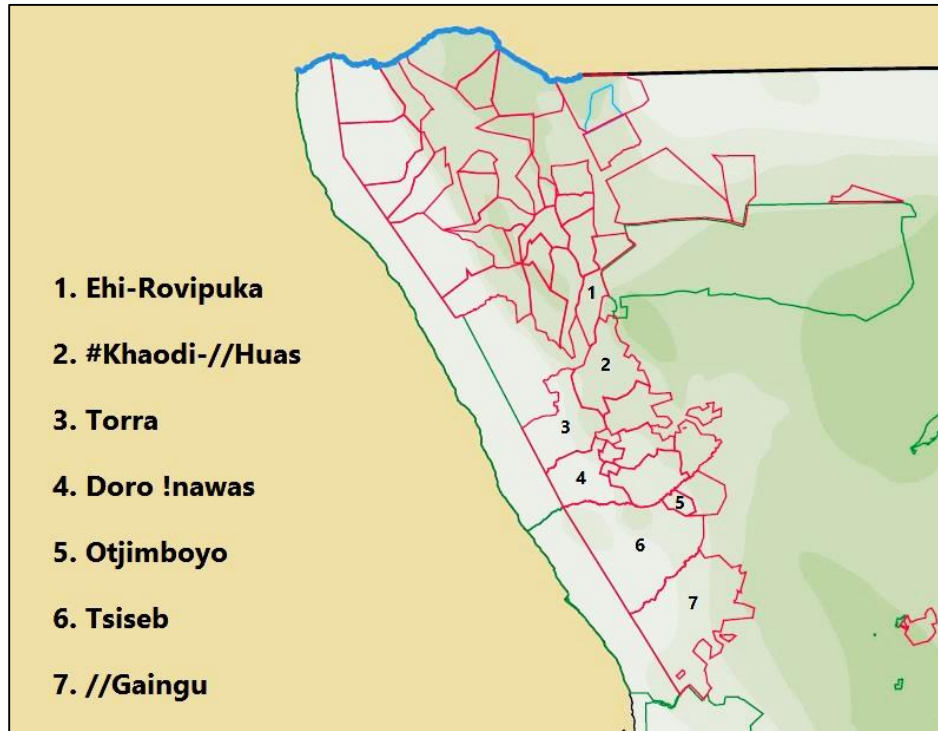 1. Ehi-Rovipuka
2. #Khaodi-//Huas
3. Torra
4. Doro !nawas
5. Otjimboyo
6. Tsiseb
7. //Gaingu
1
2
3
4
5
6
7